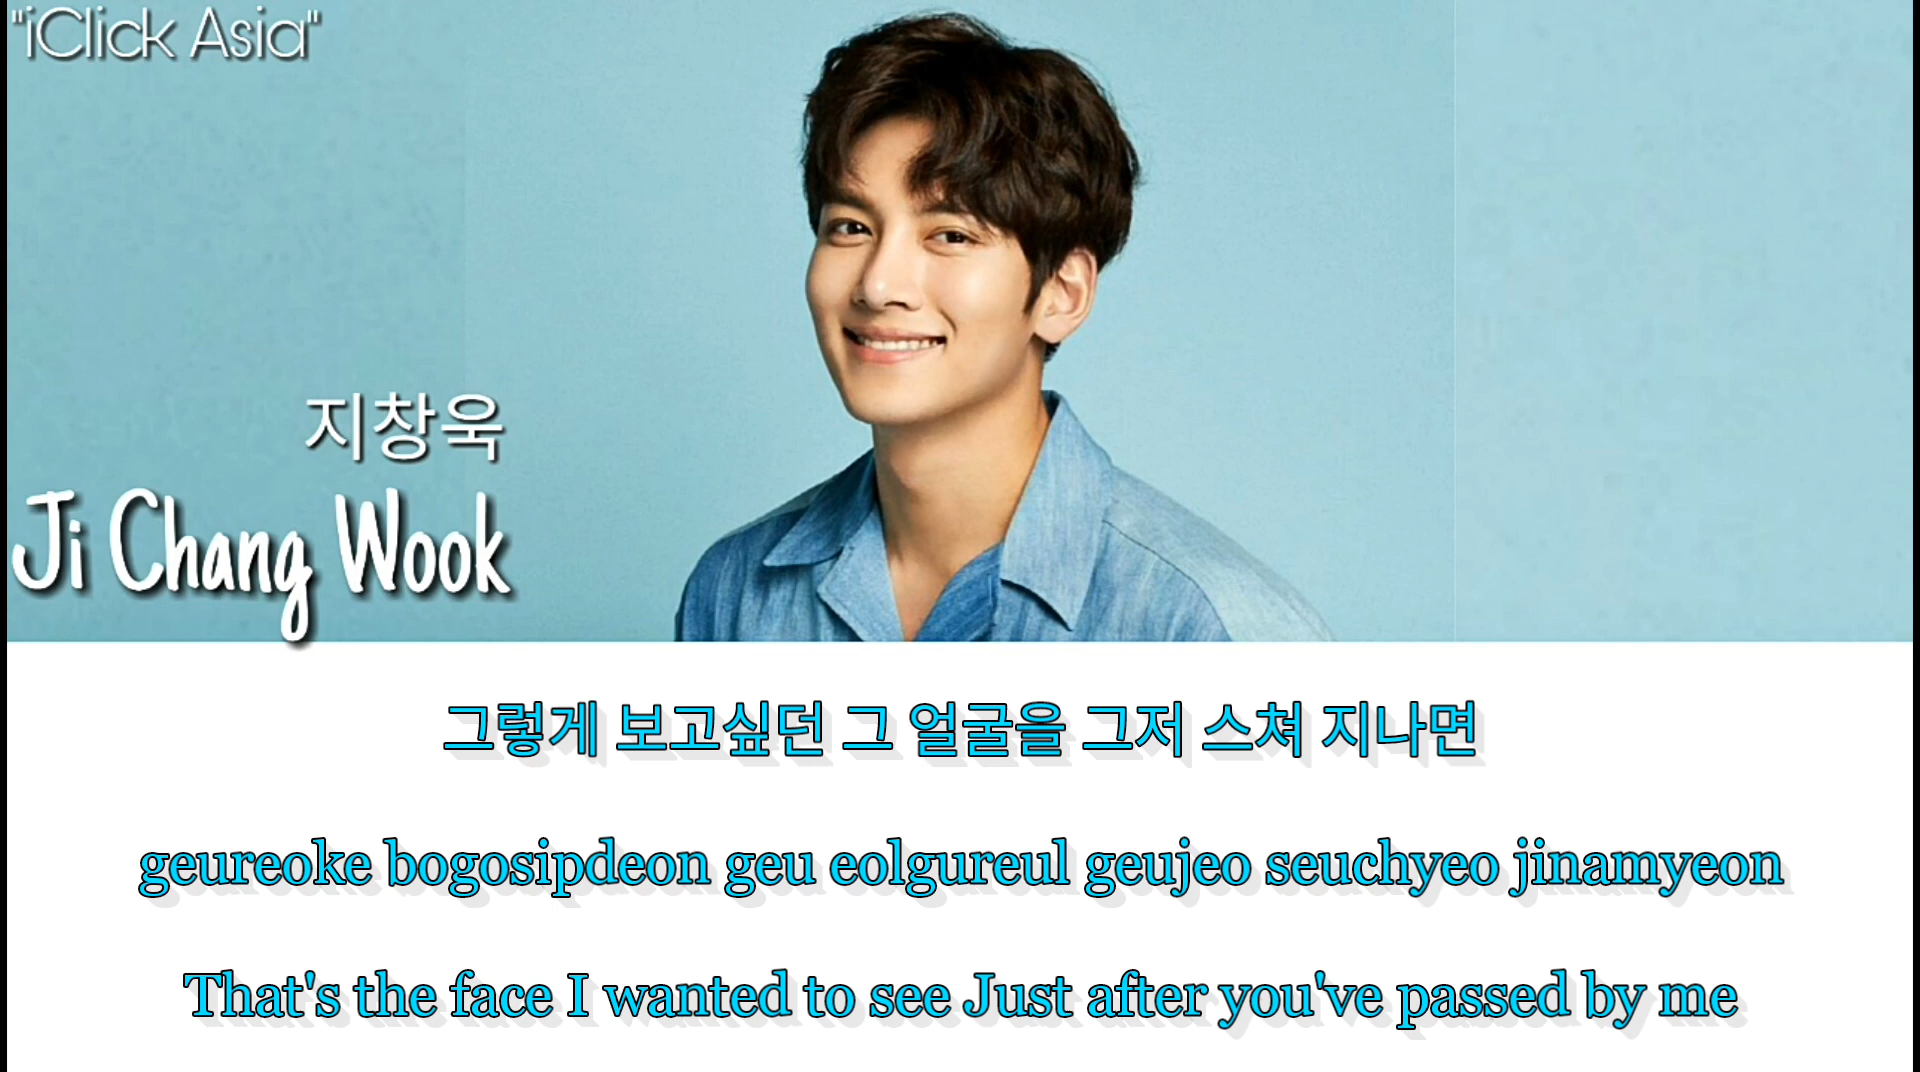 "iClick Asia"
지창욱
Ji Chang Wook
그렇게 보고싶던 그 얼굴을 그저 스쳐 지나면
geureoke bogosipdeon geu eolgureul geujeo seuchyeo jinamyeon
That's the face I wanted to see Just after you've passed by me